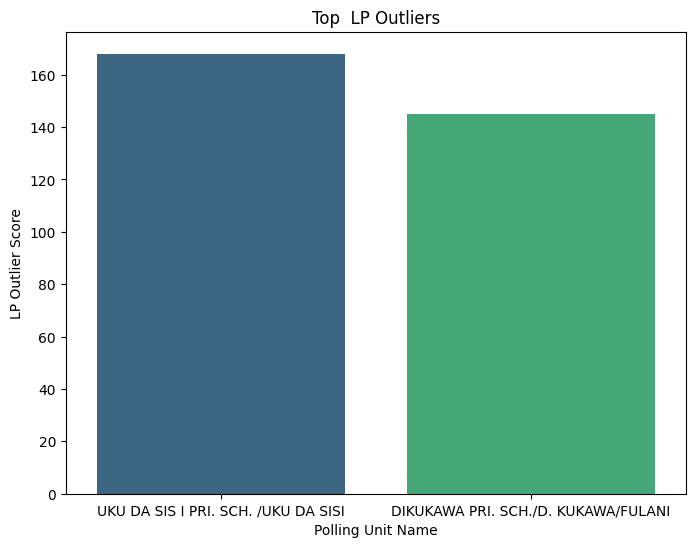 Top  LP Outliers
LP Outlier Score
160
140
120
100
80
60
40
20
0
UKU DA SIS I PRI. SCH. /UKU DA SISI
DIKUKAWA PRI. SCH./D. KUKAWA/FULANI
Polling Unit Name